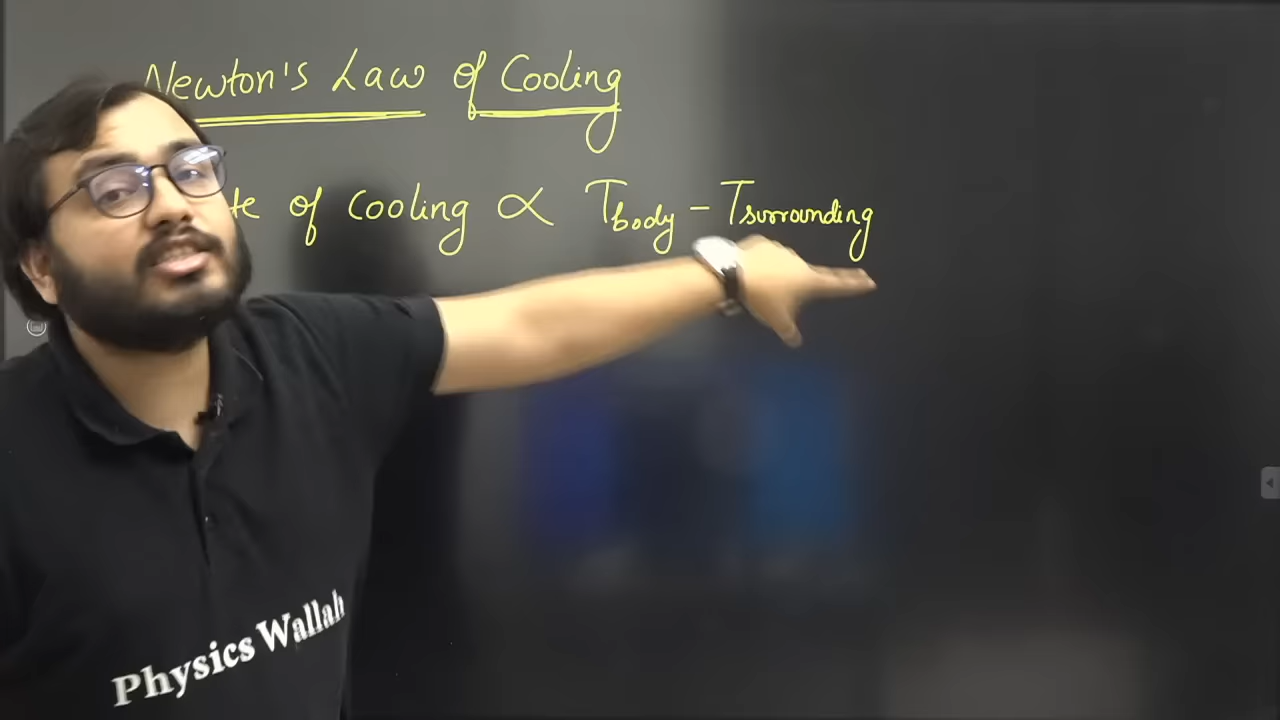 Newton's Law of Cooling
of cooling ∝ Tbody - Tsurrounding
Physics Wallah